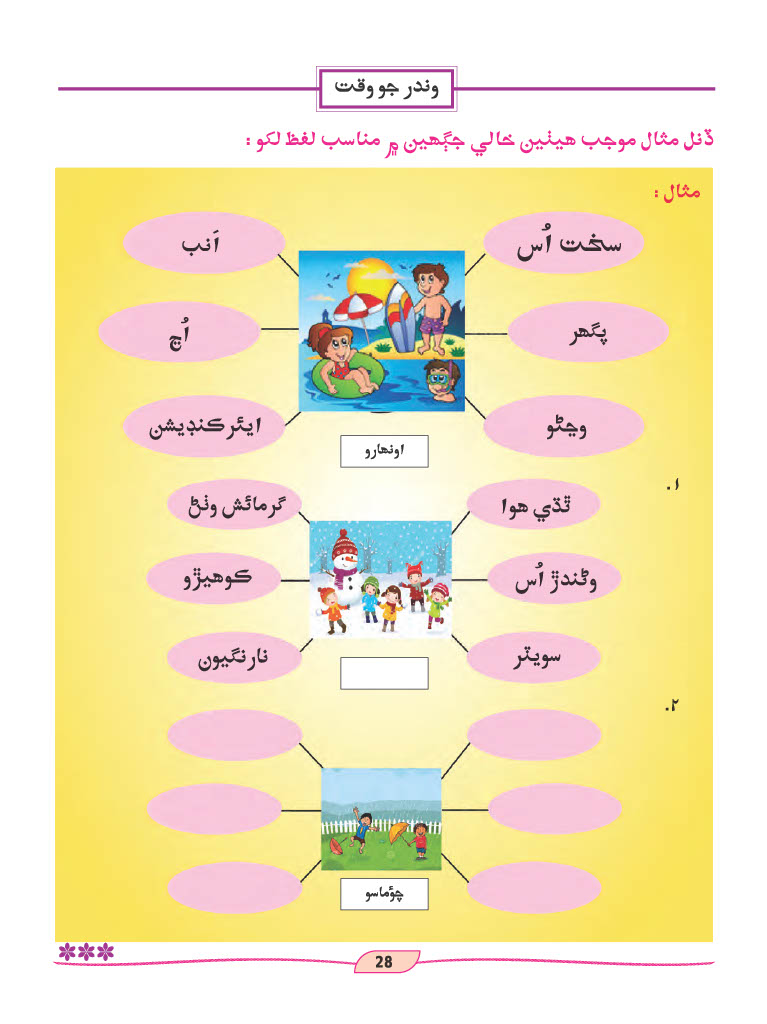 وندر جو وقت
ڏنل مثال موجب هيٺين خالي جڳهين ۾ مناسب لفظ لکو :
مثال :
سخت اُس
اَنب
پگهر
اُڃ
وڃڻو
ايئرڪنڊيشن
اونهارو
١.
ٿڌي هوا
گرمائش وٺڻ
وڻندڙ اُس
ڪوهيڙو
سويٽر
نارنگيون
٢.
چؤماسو
28